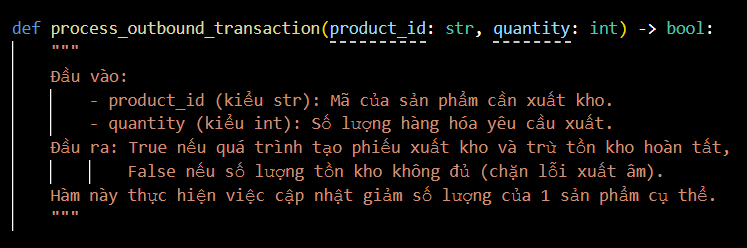 def process_outbound_transaction(product_id: str, quantity: int) -> bool:
"""
Đầu vào:
- product_id (kiểu str): Mã của sản phẩm cần xuất kho.
- quantity (kiểu int): Số lượng hàng hóa yêu cầu xuất.
Đầu ra: True nếu quá trình tạo phiếu xuất kho và trừ tồn kho hoàn tất,
False nếu số lượng tồn kho không đủ (chặn lỗi xuất âm).
Hàm này thực hiện việc cập nhật giảm số lượng của 1 sản phẩm cụ thể.
"""